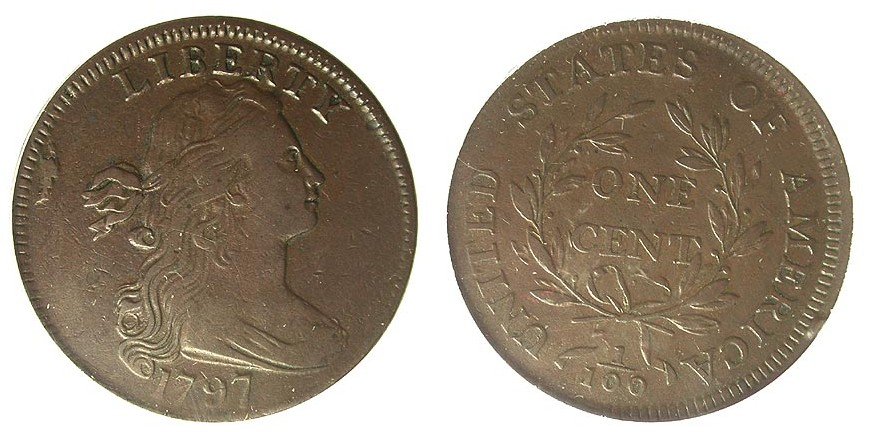 LIBERTY
1797
UNITED STATES OF AMERICA
ONE
CENT
1
100